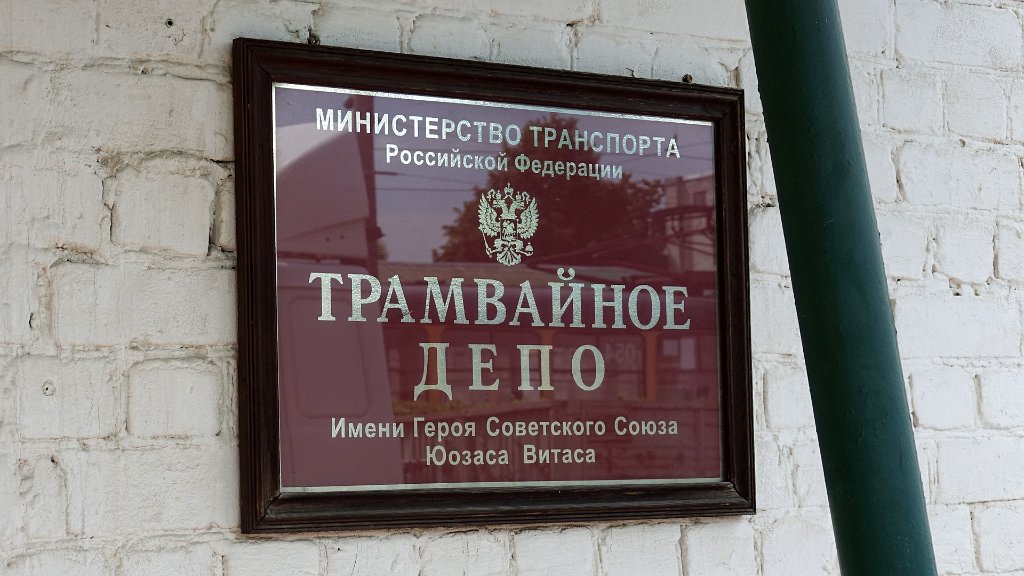 МИНИСТЕРСТВО ТРАНСПОРТА
Российской Федерации
ТРАМВАЙНОЕ
ДЕПО
Имени Героя Советского Союза
Юозаса Витаса